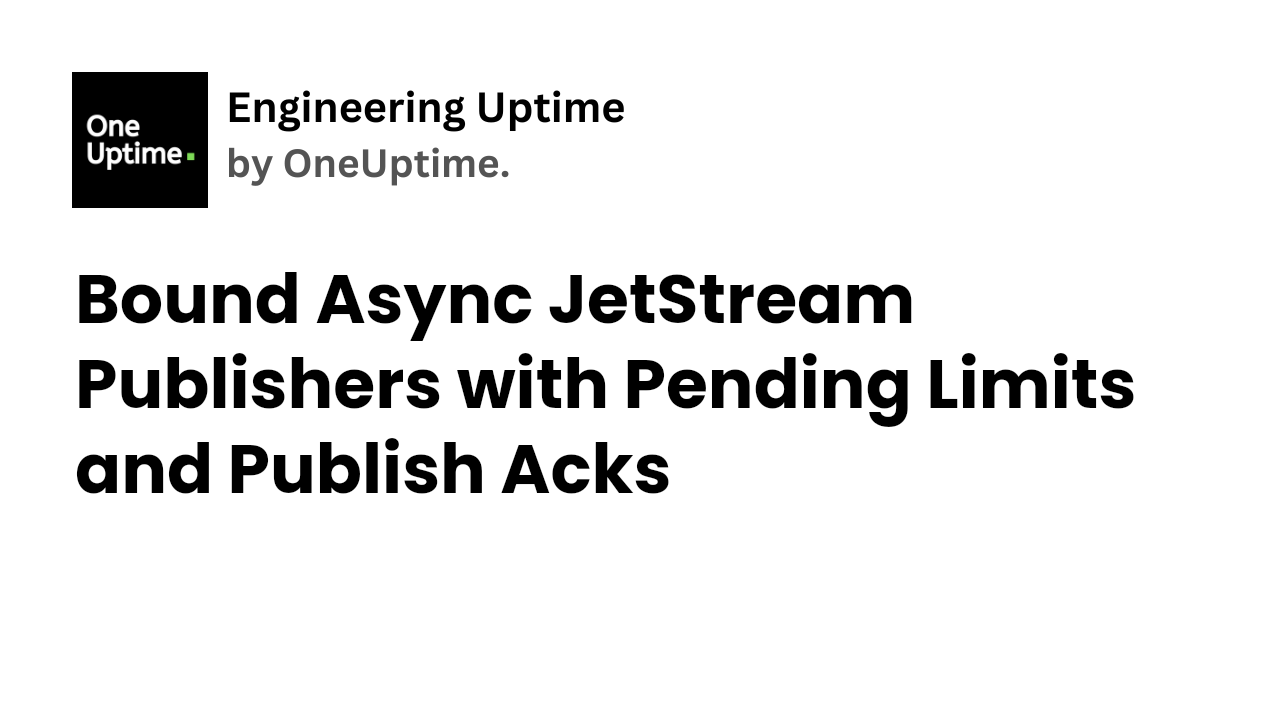 One
Uptime
Engineering Uptime
by OneUptime.
Bound Async JetStream
Publishers with Pending Limits
and Publish Acks